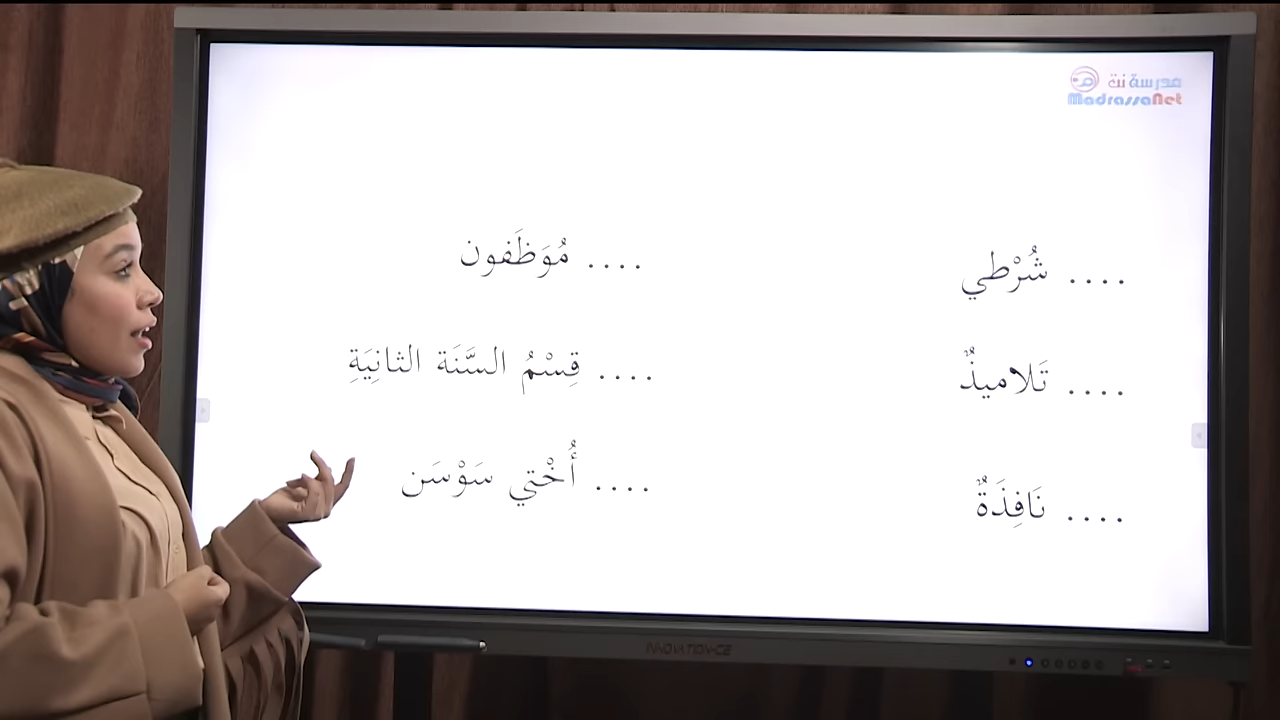 مدرسة نت
MadrassaNet
.... شُرْطي
.... مُوَظَفون
.... تَلاميذٌ
.... قِسْمُ السَّنَة الثانِيَةِ
.... نَافِذَةٌ
.... أُخْتي سَوْسَن